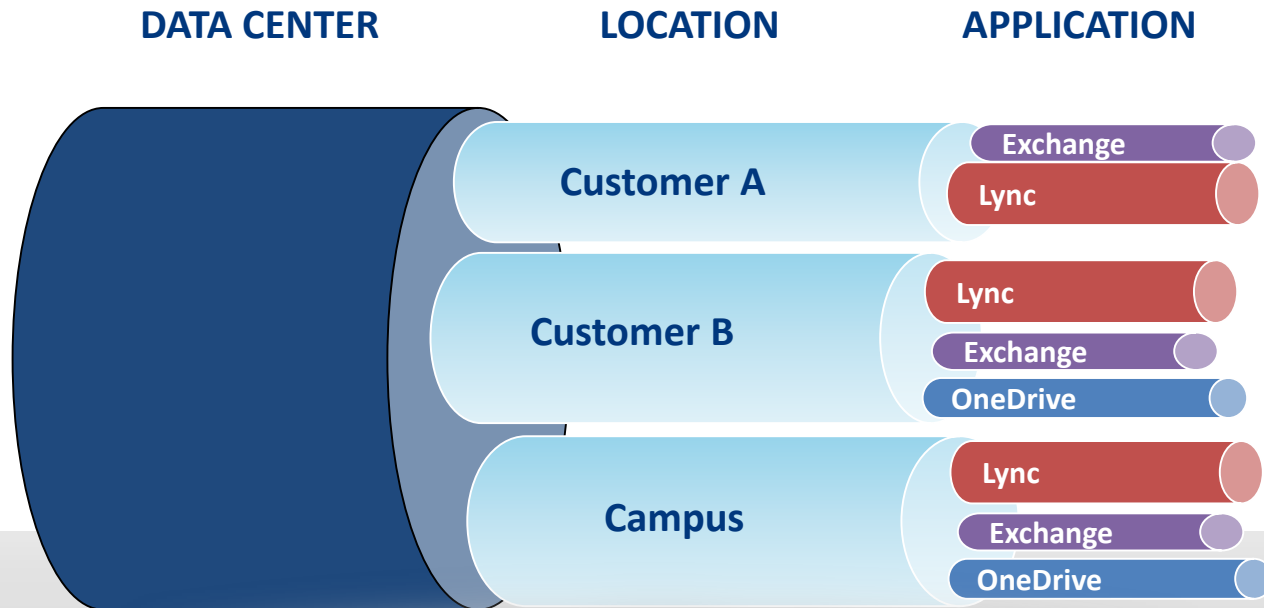 DATA CENTER
LOCATION
APPLICATION
Customer A
Exchange
Lync
Customer B
Lync
Exchange
OneDrive
Campus
Lync
Exchange
OneDrive